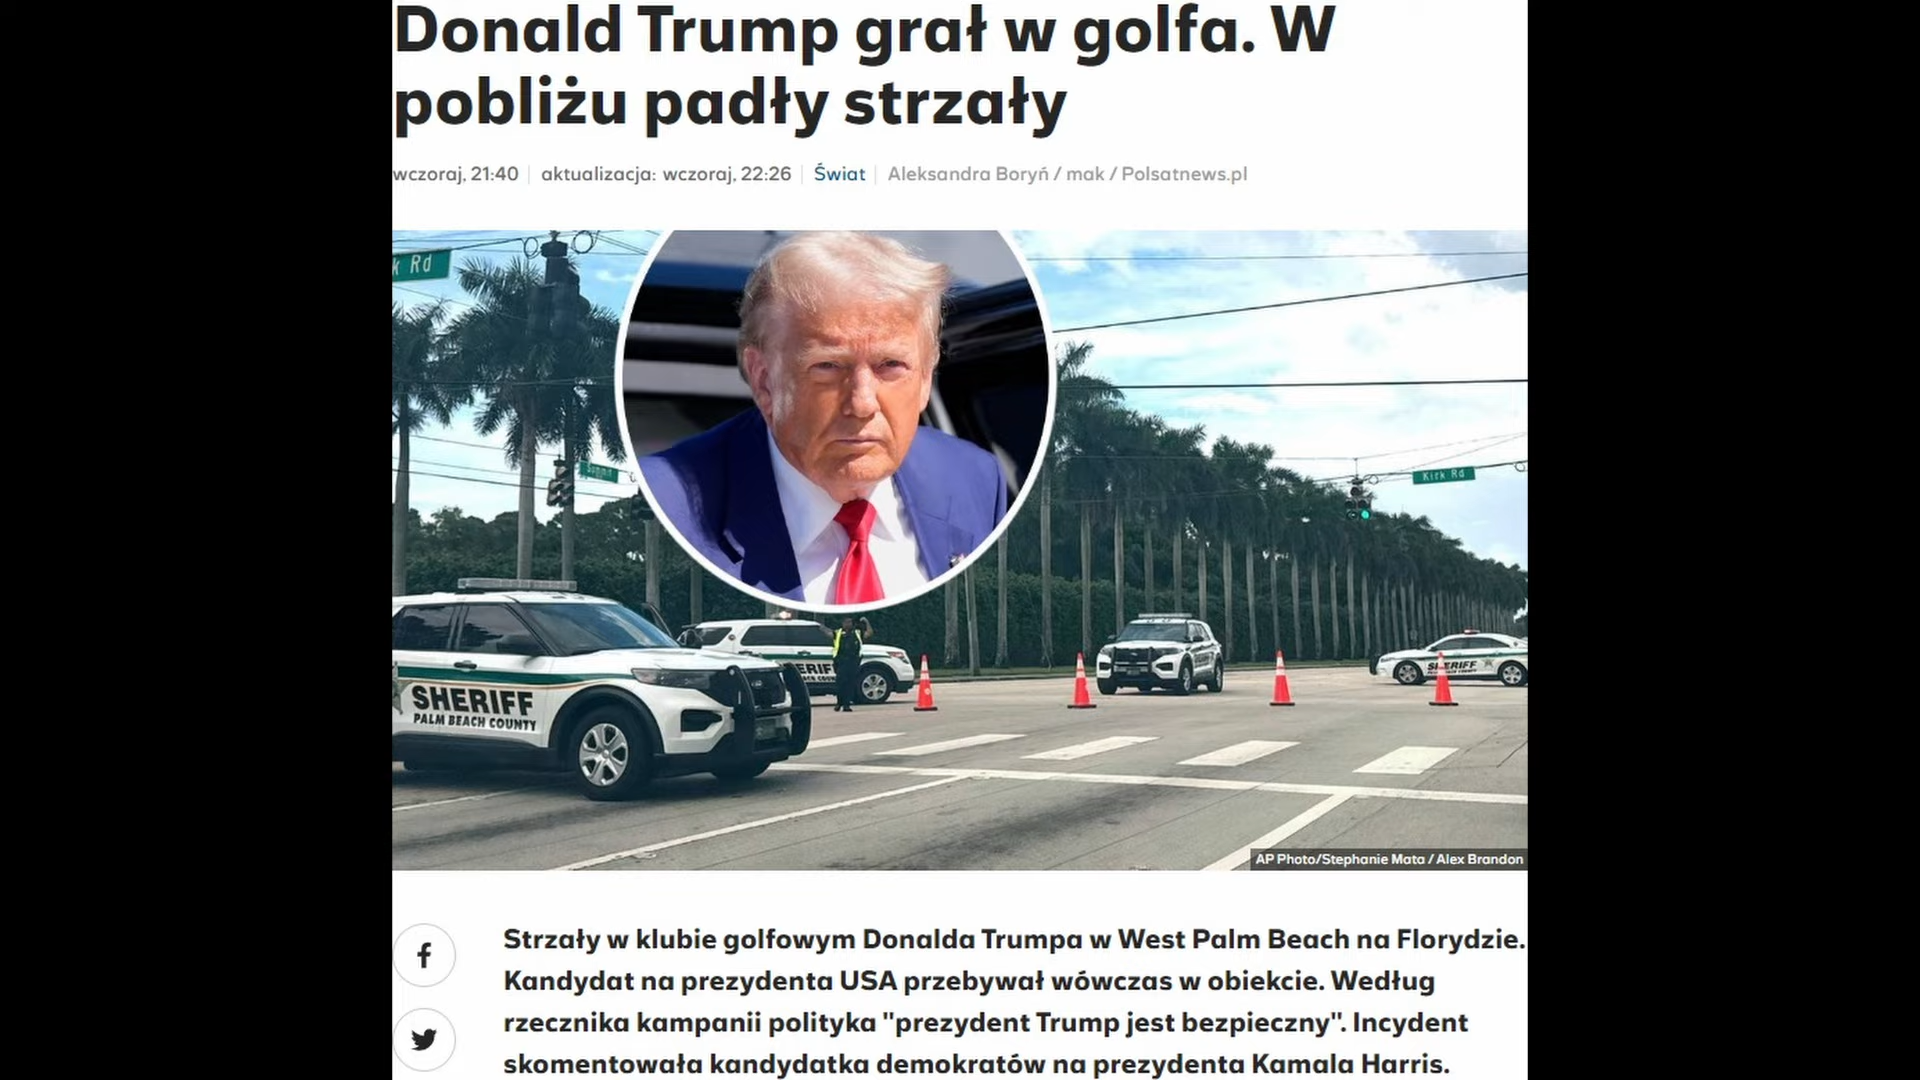 Donald Trump grał w golfa. W
pobliżu padły strzały
wczoraj, 21:40 | aktualizacja: wczoraj, 22:26 | Świat | Aleksandra Boryń / mak / Polsatnews.pl
k Rd
Summit
Kirk Rd
SHERIFF
PALM BEACH COUNTY
SHERIFF
SHERIFF
AP Photo/Stephanie Mata / Alex Brandon
Strzały w klubie golfowym Donalda Trumpa w West Palm Beach na Florydzie.
Kandydat na prezydenta USA przebywał wówczas w obiekcie. Według
rzecznika kampanii polityka "prezydent Trump jest bezpieczny". Incydent
skomentowała kandydatka demokratów na prezydenta Kamala Harris.